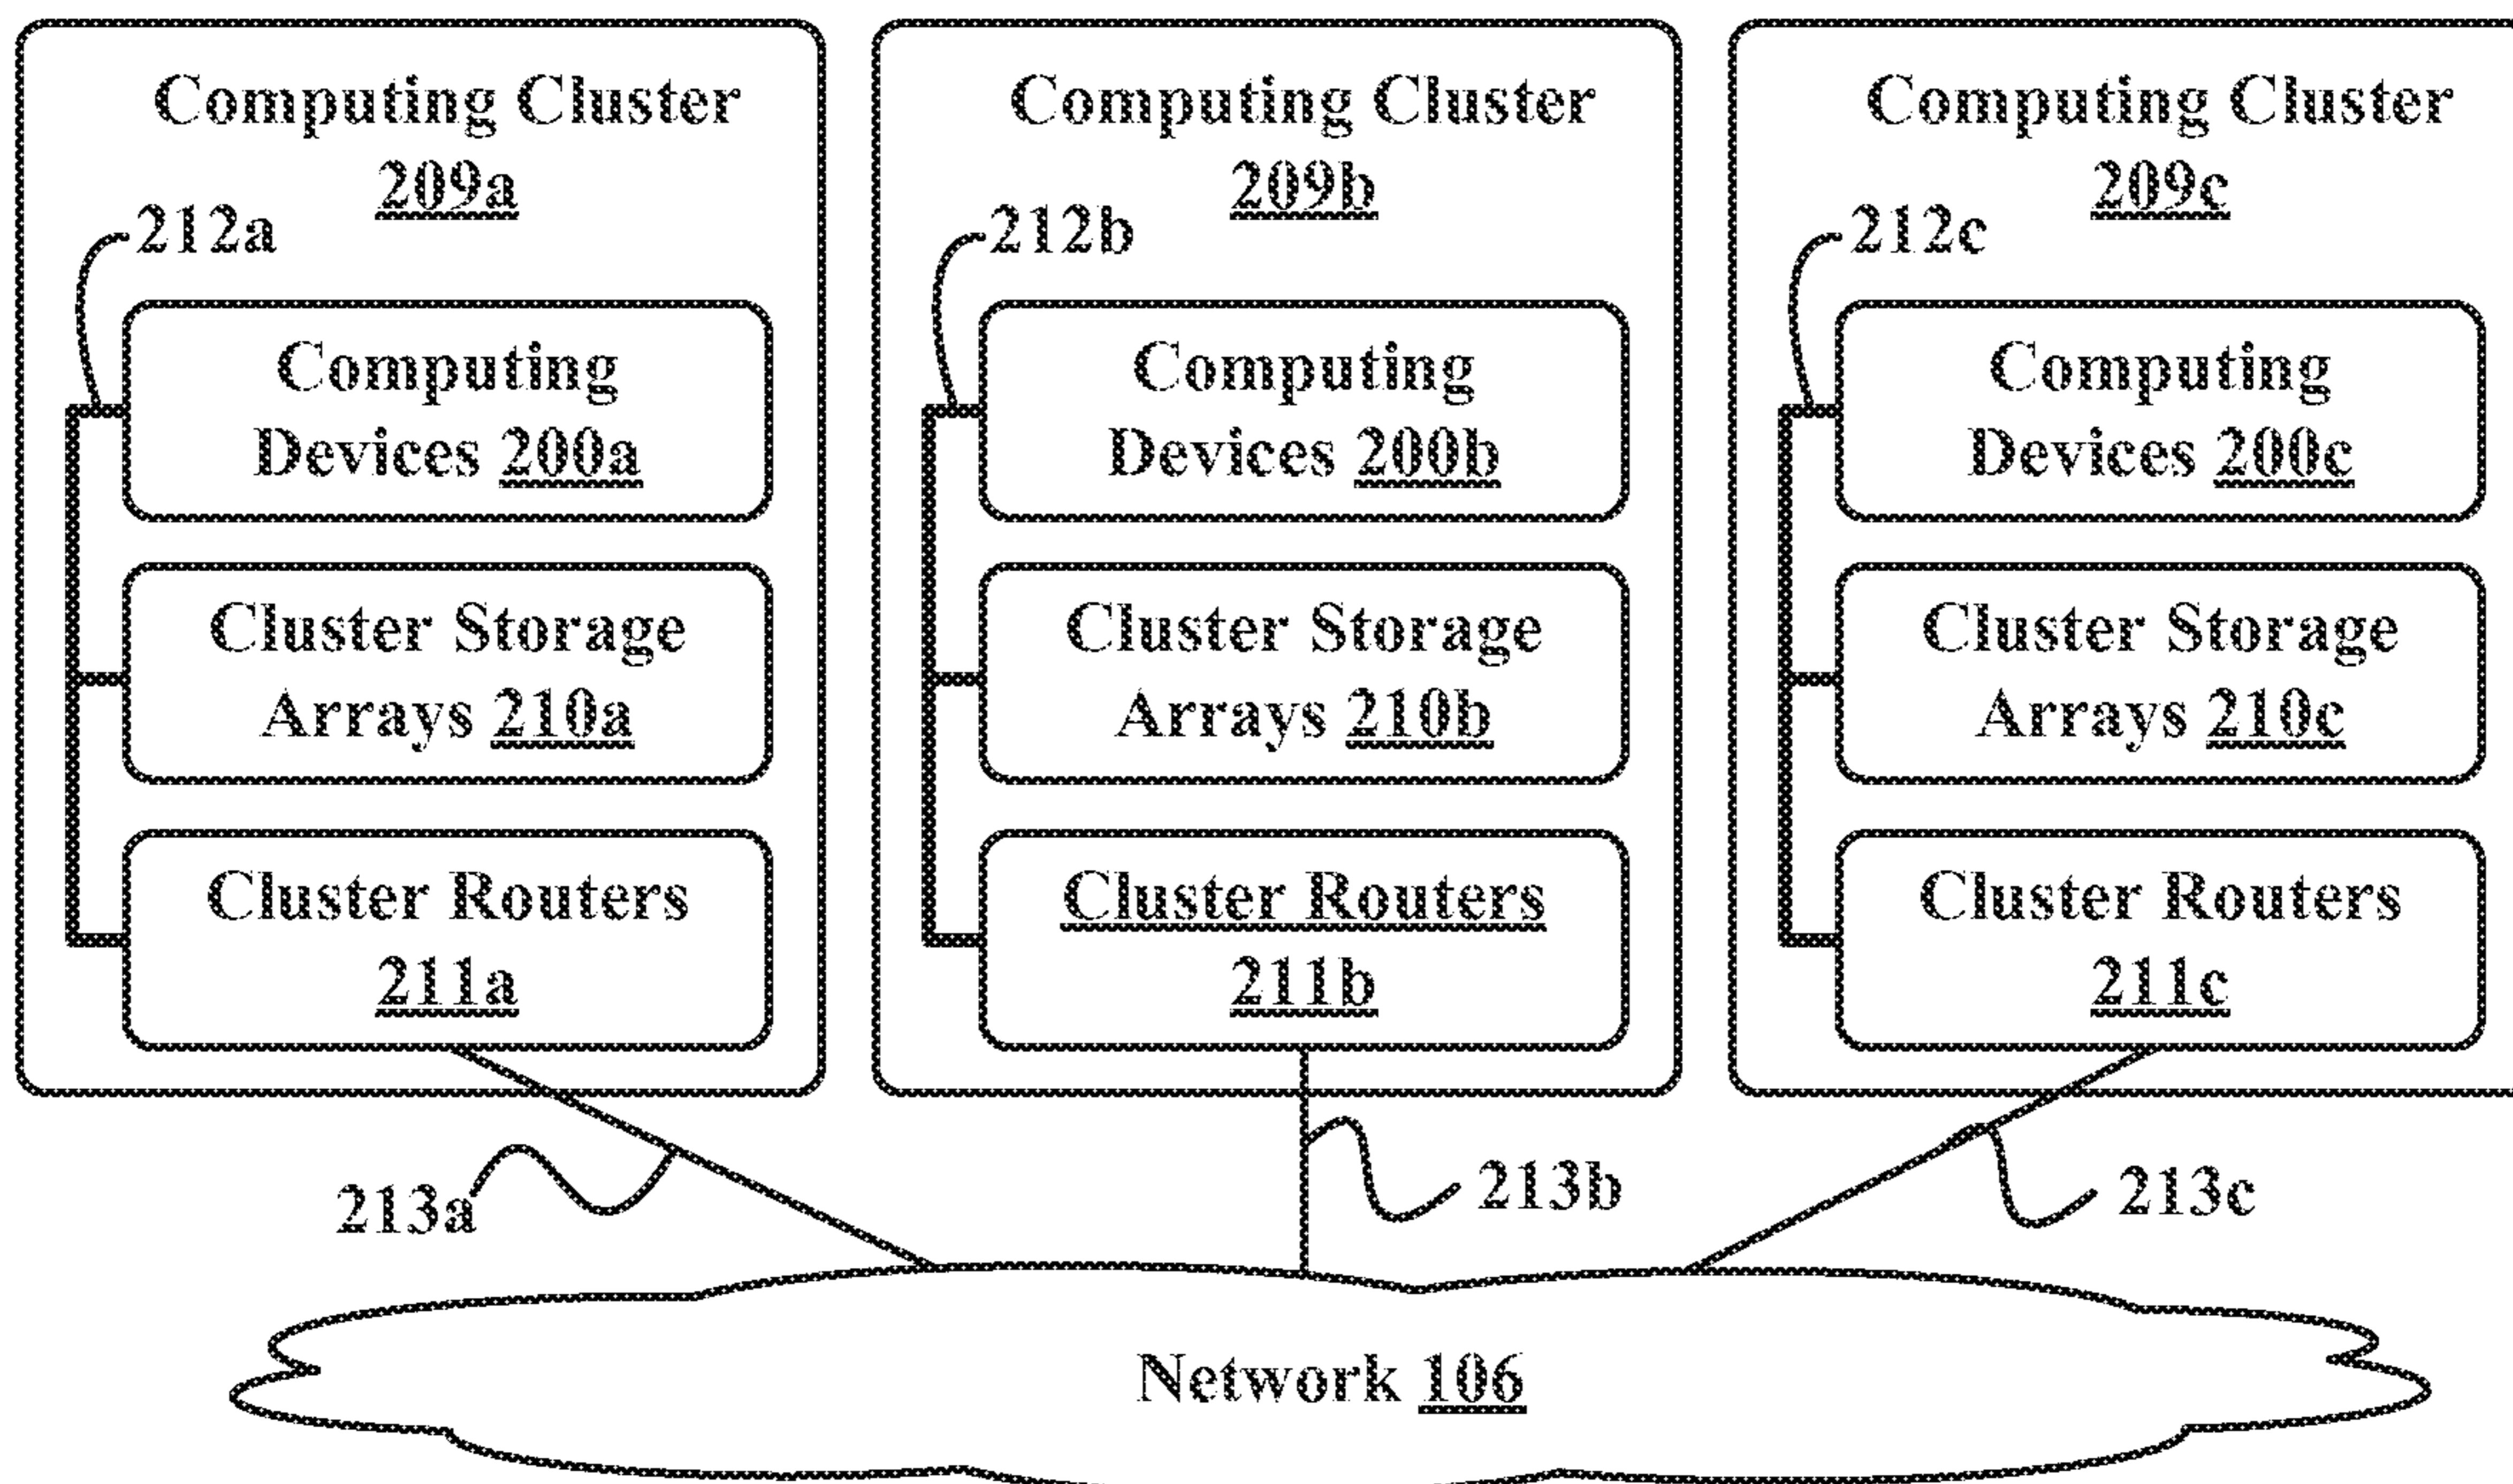 Computing Cluster
209a
212a
Computing
Devices 200a
Cluster Storage
Arrays 210a
Cluster Routers
211a
Computing Cluster
209b
212b
Computing
Devices 200b
Cluster Storage
Arrays 210b
Cluster Routers
211b
Computing Cluster
209c
212c
Computing
Devices 200c
Cluster Storage
Arrays 210c
Cluster Routers
211c
213a
213b
213c
Network 106